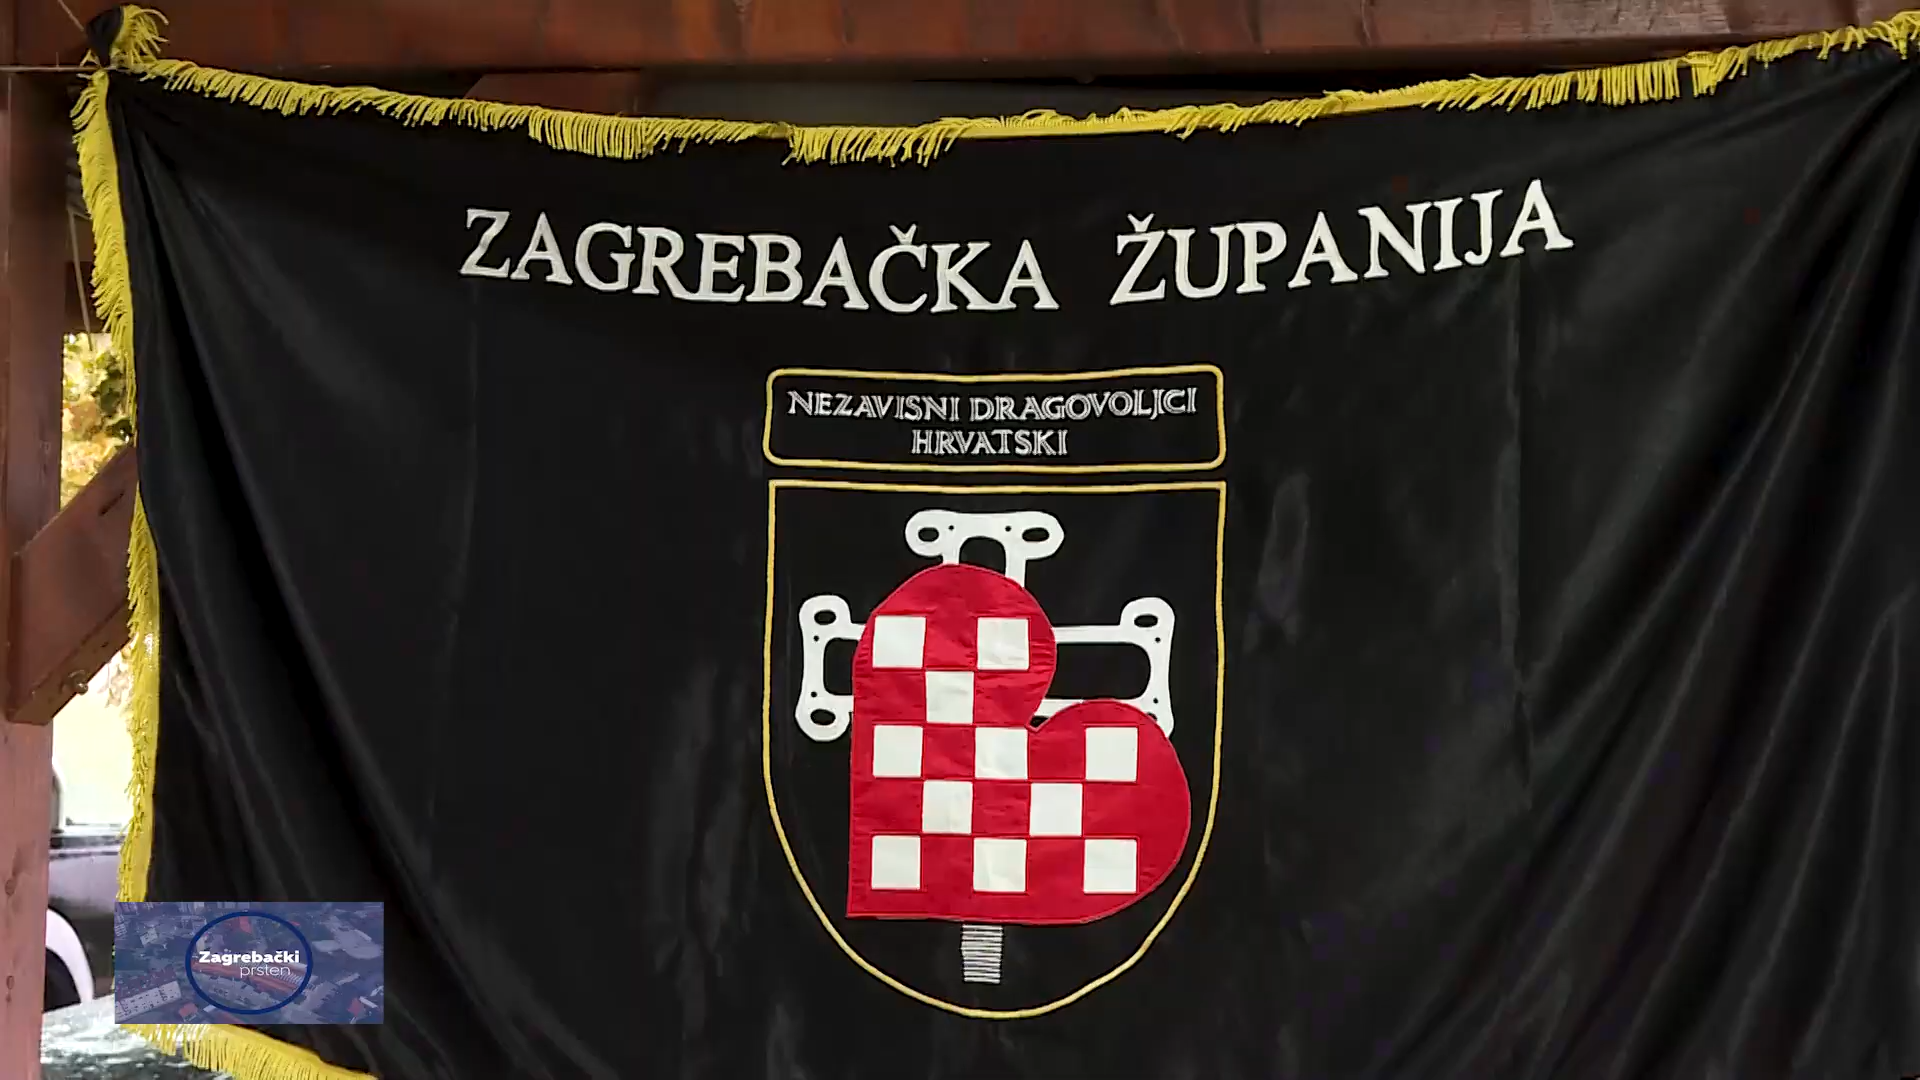 ZAGREBAČKA ŽUPANIJA
NEZAVISNI DRAGOVOLJCI
HRVATSKI
Zagrebački
prsten